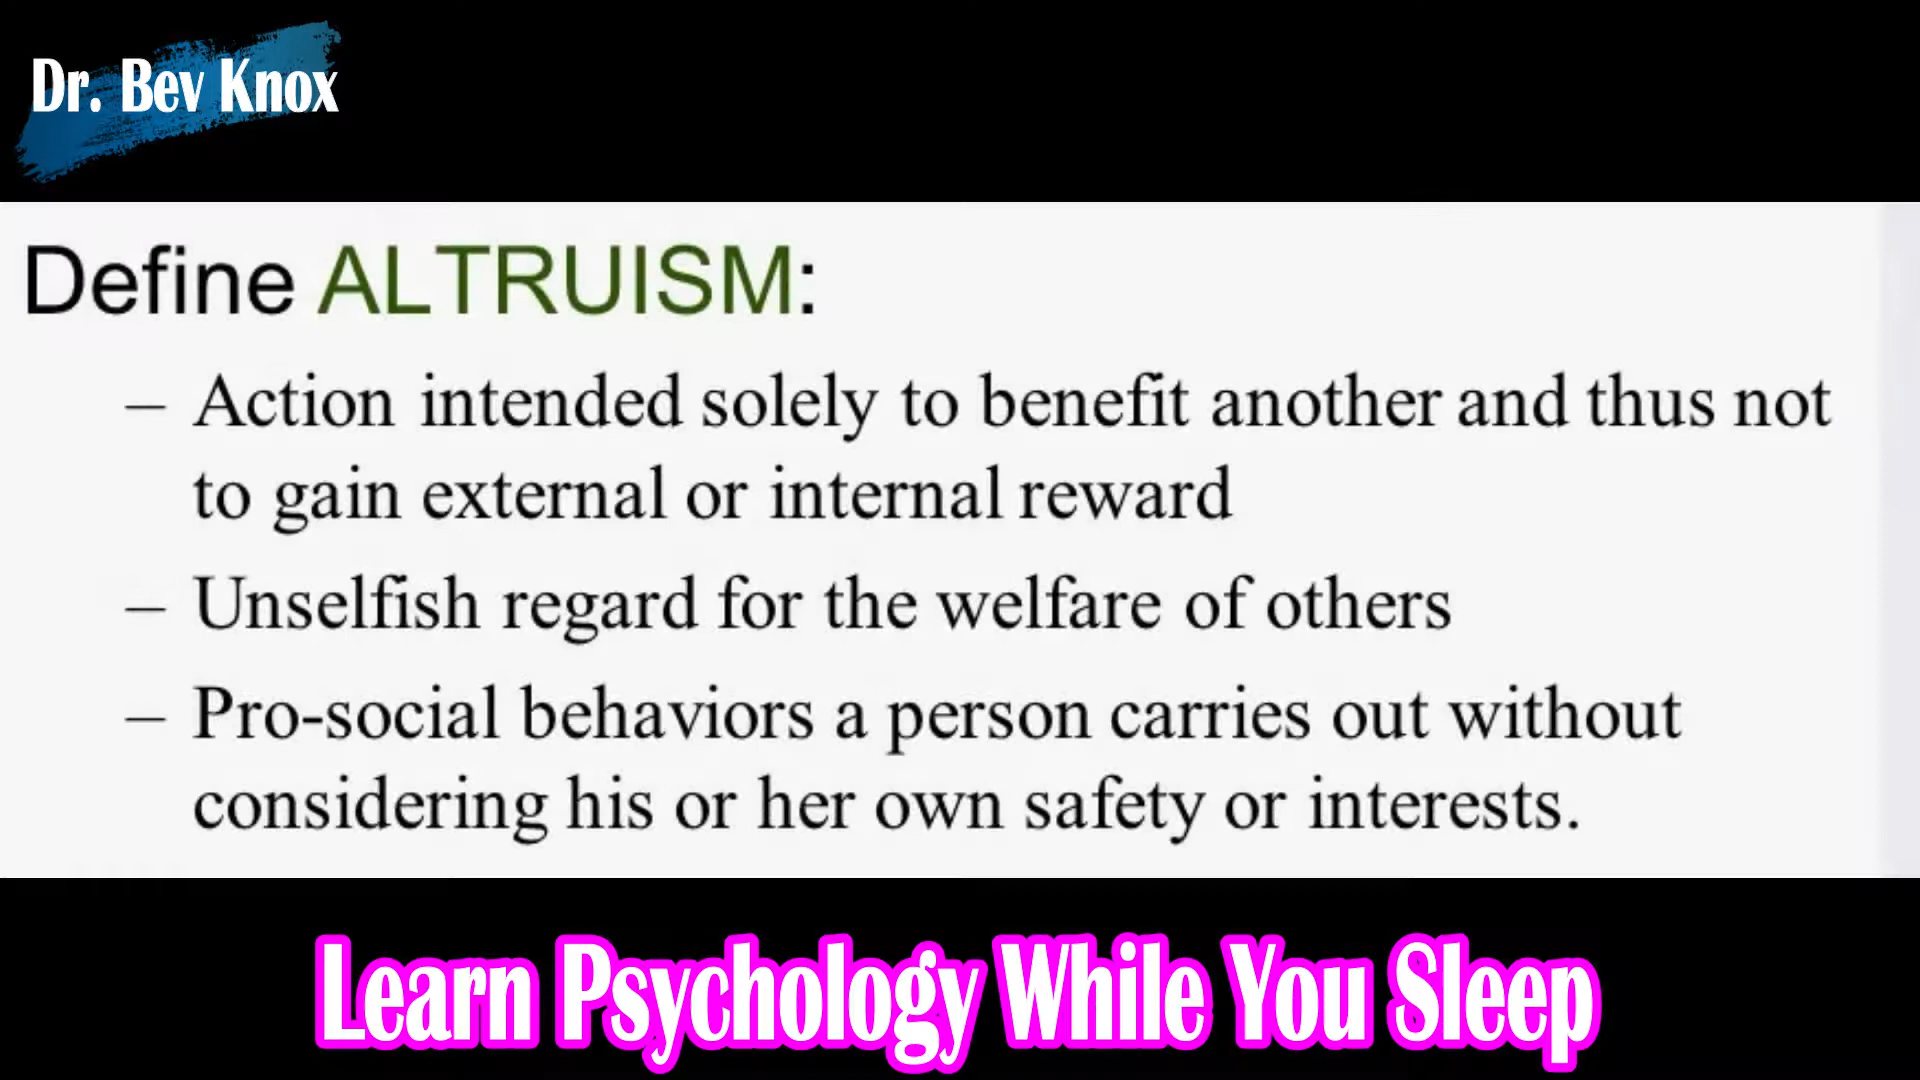 Dr. Bev Knox
Define ALTRUISM:
– Action intended solely to benefit another and thus not
to gain external or internal reward
– Unselfish regard for the welfare of others
– Pro-social behaviors a person carries out without
considering his or her own safety or interests.
Learn Psychology While You Sleep